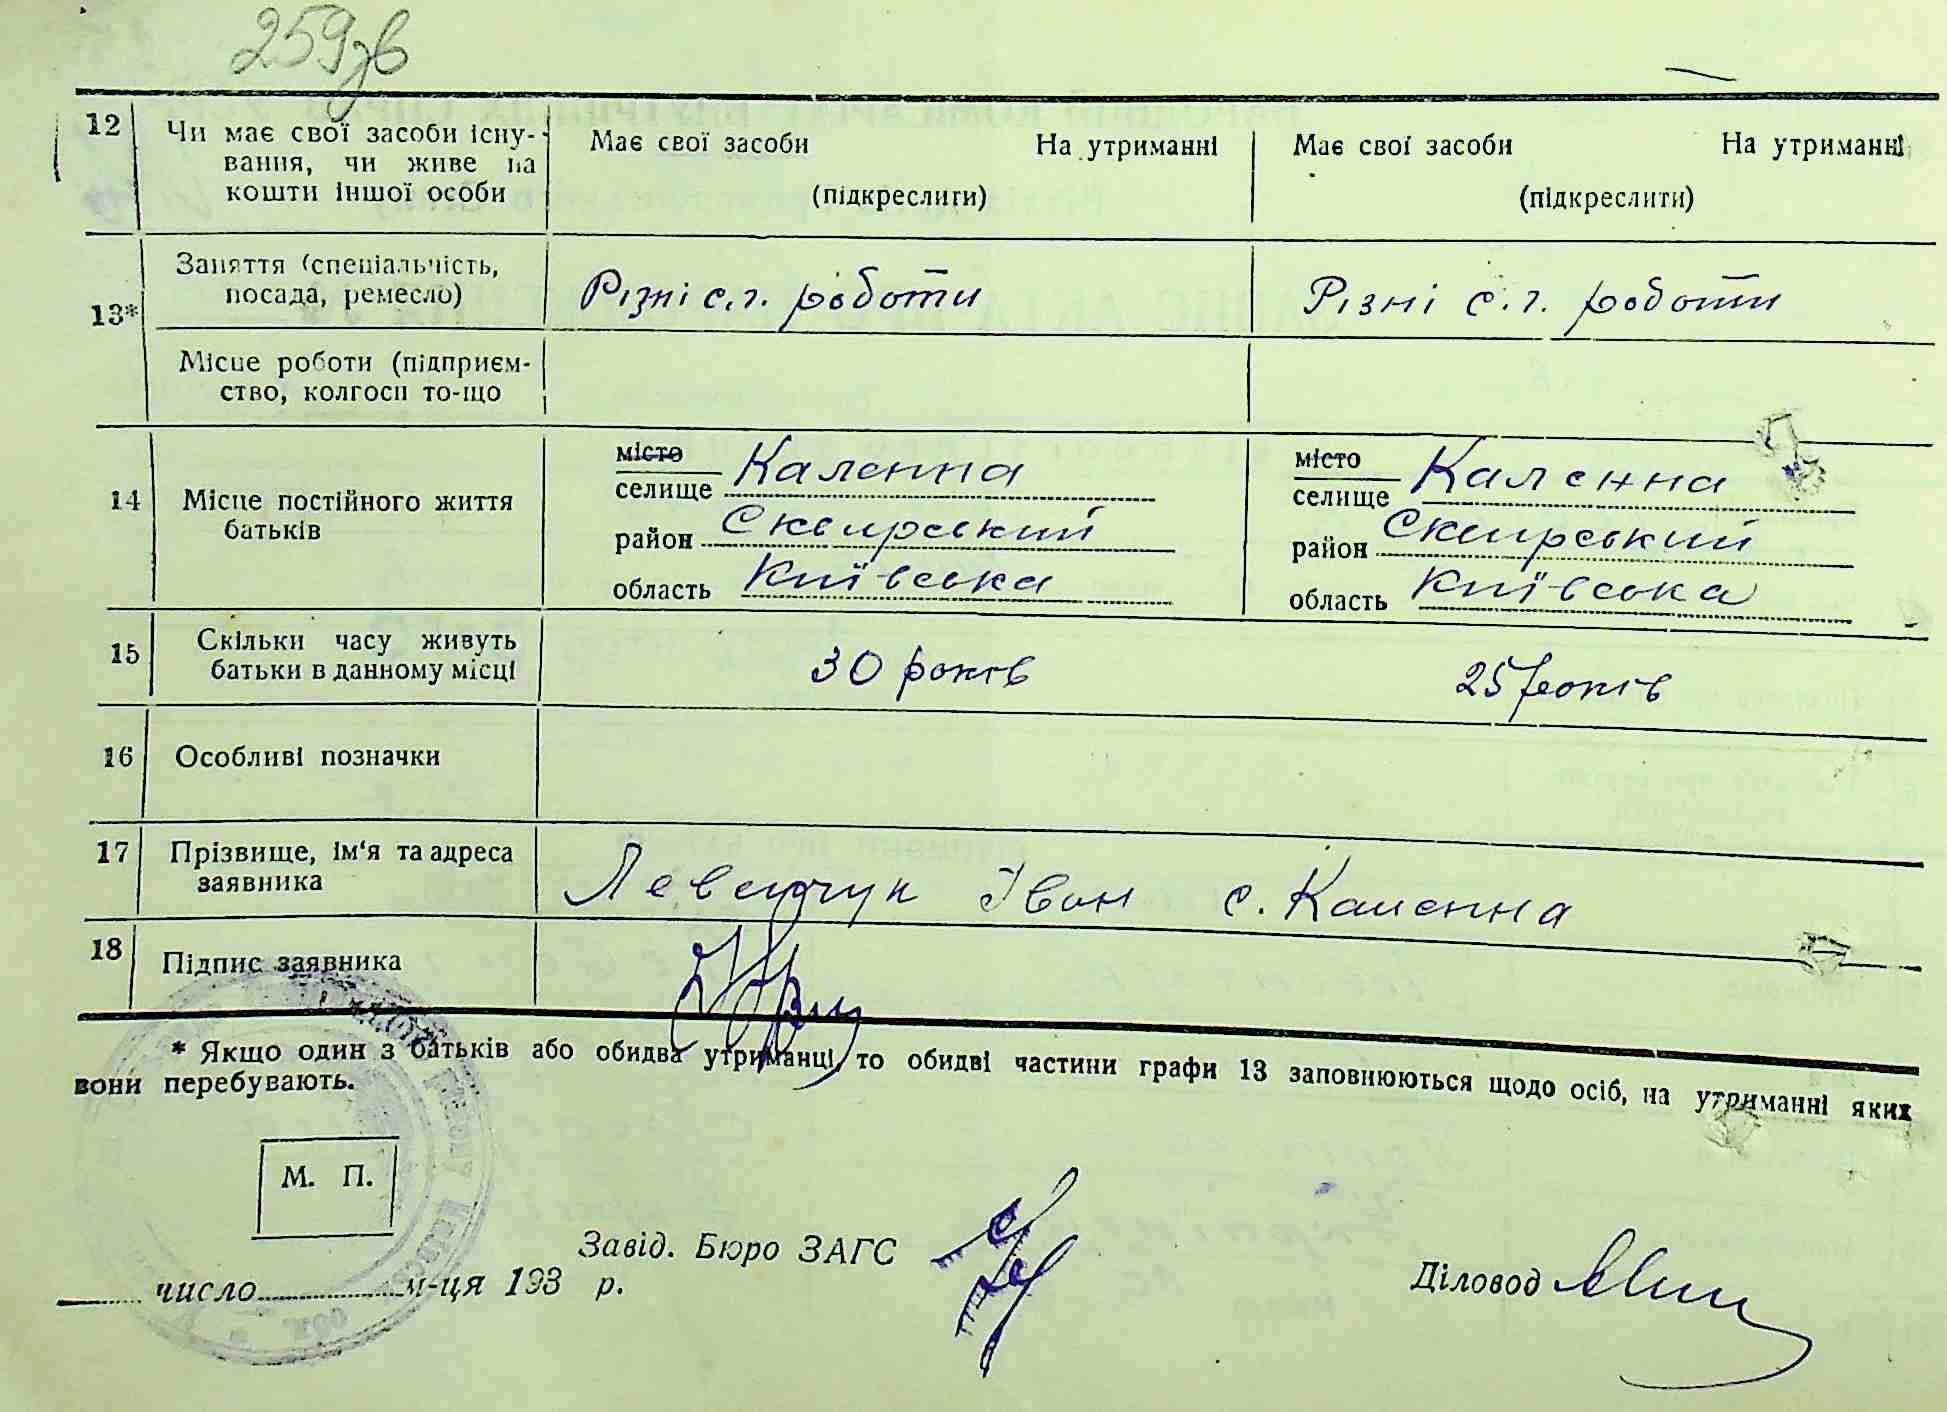 259зв
12 Чи має свої засоби існування, чи живе на кошти іншої особи
Має свої засоби На утриманні
(підкреслити)
Має свої засоби На утриманні
(підкреслити)
13*
Заняття (спеціальність, посада, ремесло)
Різні с.г. роботи
Різні с.г. роботи
Місце роботи (підприємство, колгосп то-що
14 Місце постійного життя батьків
місто
селище Каленна
район Сквирський
область Київська
місто
селище Каленна
район Сквирський
область Київська
15 Скільки часу живуть батьки в данному місці
30 років
25 років
16 Особливі позначки
17 Прізвище, ім'я та адреса заявника
Левчук Іван с. Каленна
18 Підпис заявника
* Якщо один з батьків або обидва утриманці, то обидві частини графи 13 заповнюються щодо осіб, на утриманні яких
вони перебувають.
М. П.
Завід. Бюро ЗАГС
число м-ця 193 р.
Діловод